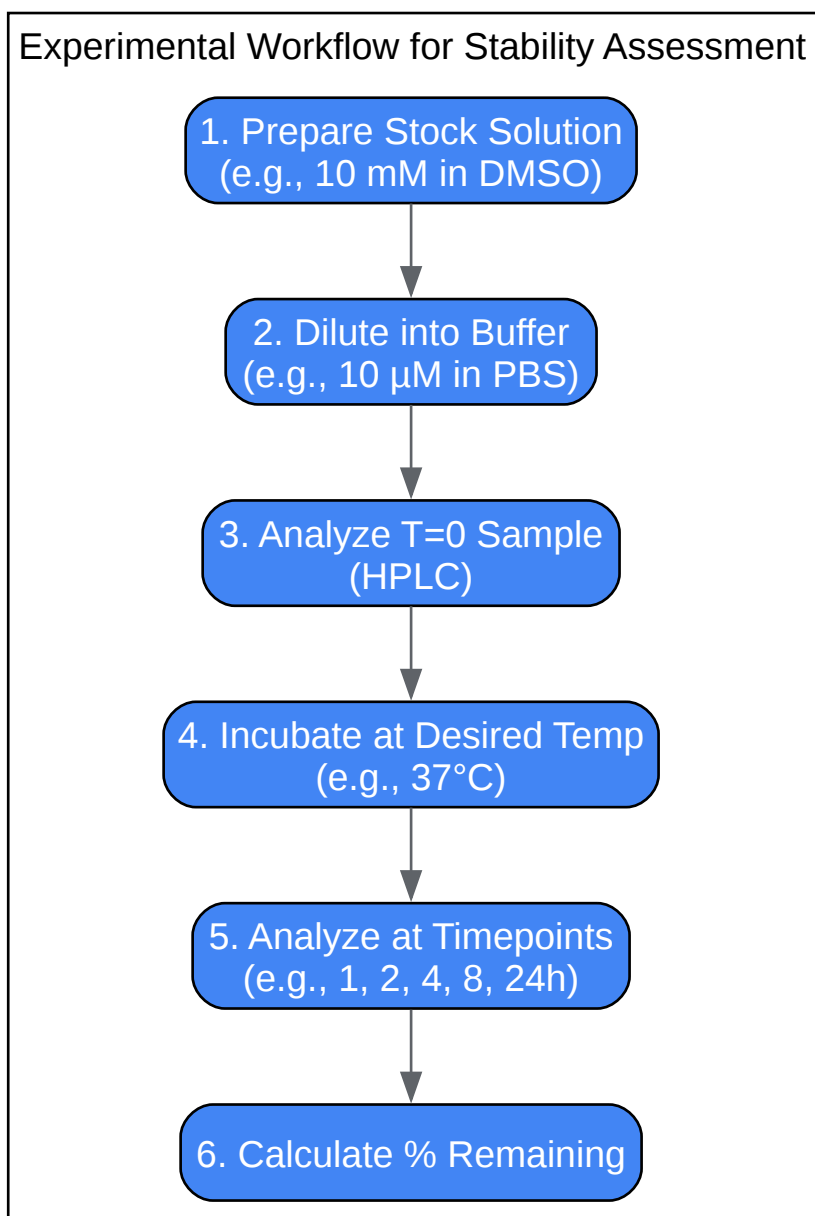 Experimental Workflow for Stability Assessment
1. Prepare Stock Solution
(e.g., 10 mM in DMSO)
2. Dilute into Buffer
(e.g., 10 µM in PBS)
3. Analyze T=0 Sample
(HPLC)
4. Incubate at Desired Temp
(e.g., 37°C)
5. Analyze at Timepoints
(e.g., 1, 2, 4, 8, 24h)
6. Calculate % Remaining